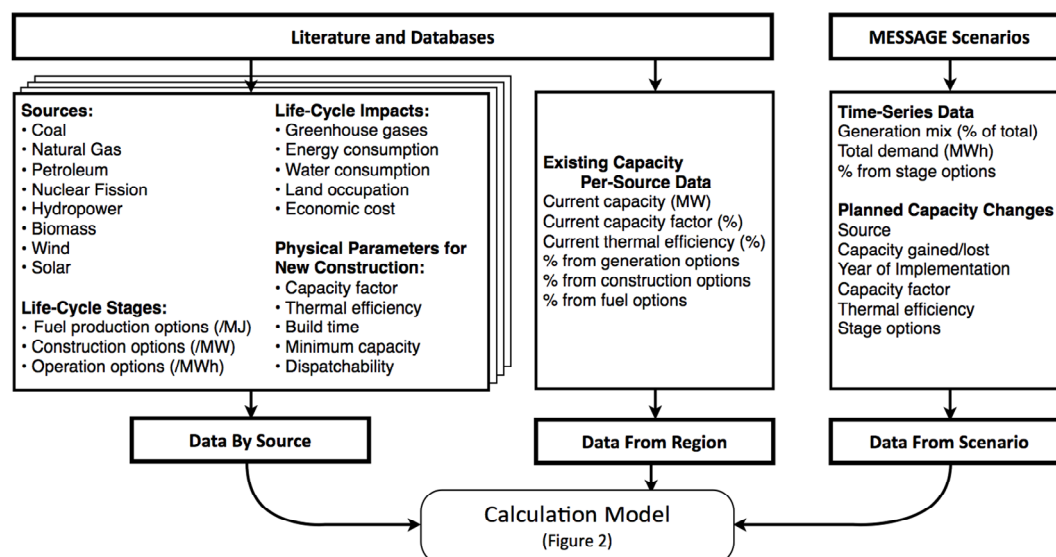 Literature and Databases
MESSAGE Scenarios
Sources:
• Coal
• Natural Gas
• Petroleum
• Nuclear Fission
• Hydropower
• Biomass
• Wind
• Solar
Life-Cycle Stages:
• Fuel production options (/MJ)
• Construction options (/MW)
• Operation options (/MWh)
Life-Cycle Impacts:
• Greenhouse gases
• Energy consumption
• Water consumption
• Land occupation
• Economic cost
Physical Parameters for
New Construction:
• Capacity factor
• Thermal efficiency
• Build time
• Minimum capacity
• Dispatchability
Existing Capacity
Per-Source Data
Current capacity (MW)
Current capacity factor (%)
Current thermal efficiency (%)
% from generation options
% from construction options
% from fuel options
Time-Series Data
Generation mix (% of total)
Total demand (MWh)
% from stage options
Planned Capacity Changes
Source
Capacity gained/lost
Year of Implementation
Capacity factor
Thermal efficiency
Stage options
Data By Source
Data From Region
Data From Scenario
Calculation Model
(Figure 2)